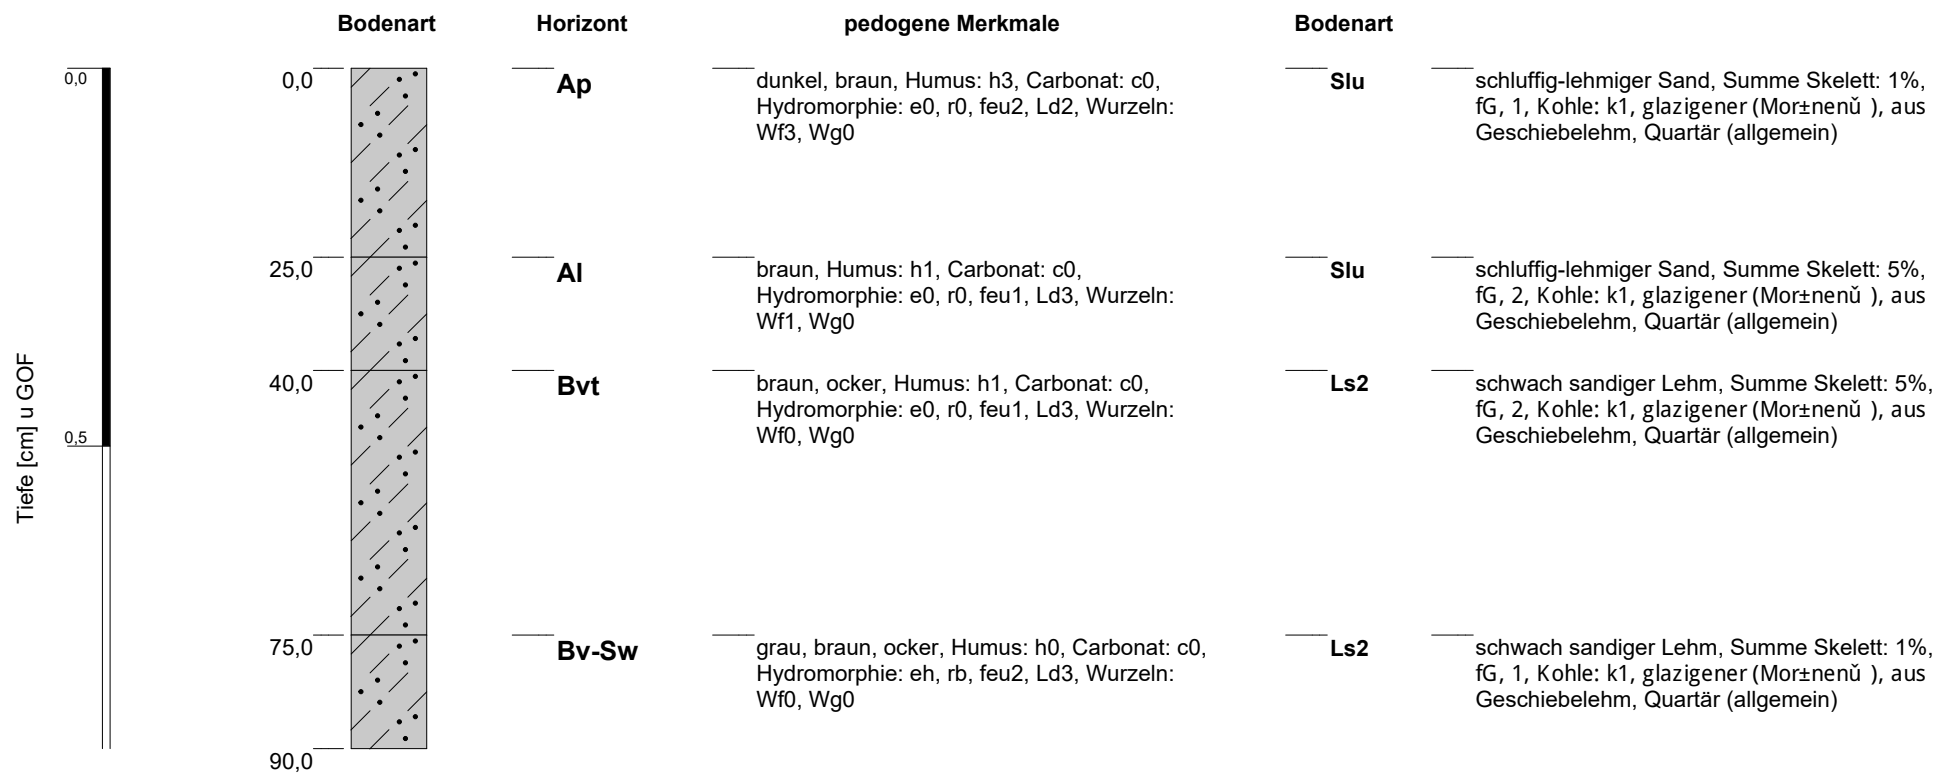 Bodenart Horizont pedogene Merkmale Bodenart
Tiefe [cm] u GOF
0,0
0,5
0,0
Ap
dunkel, braun, Humus: h3, Carbonat: c0,
Hydromorphie: e0, r0, feu2, Ld2, Wurzeln:
Wf3, Wg0
Slu
schluffig-lehmiger Sand, Summe Skelett: 1%,
fG, 1, Kohle: k1, glazigener (Mor±nenŭ ), aus
Geschiebelehm, Quartär (allgemein)
25,0
Al
braun, Humus: h1, Carbonat: c0,
Hydromorphie: e0, r0, feu1, Ld3, Wurzeln:
Wf1, Wg0
Slu
schluffig-lehmiger Sand, Summe Skelett: 5%,
fG, 2, Kohle: k1, glazigener (Mor±nenŭ ), aus
Geschiebelehm, Quartär (allgemein)
40,0
Bvt
braun, ocker, Humus: h1, Carbonat: c0,
Hydromorphie: e0, r0, feu1, Ld3, Wurzeln:
Wf0, Wg0
Ls2
schwach sandiger Lehm, Summe Skelett: 5%,
fG, 2, Kohle: k1, glazigener (Mor±nenŭ ), aus
Geschiebelehm, Quartär (allgemein)
75,0
Bv-Sw
grau, braun, ocker, Humus: h0, Carbonat: c0,
Hydromorphie: eh, rb, feu2, Ld3, Wurzeln:
Wf0, Wg0
Ls2
schwach sandiger Lehm, Summe Skelett: 1%,
fG, 1, Kohle: k1, glazigener (Mor±nenŭ ), aus
Geschiebelehm, Quartär (allgemein)
90,0